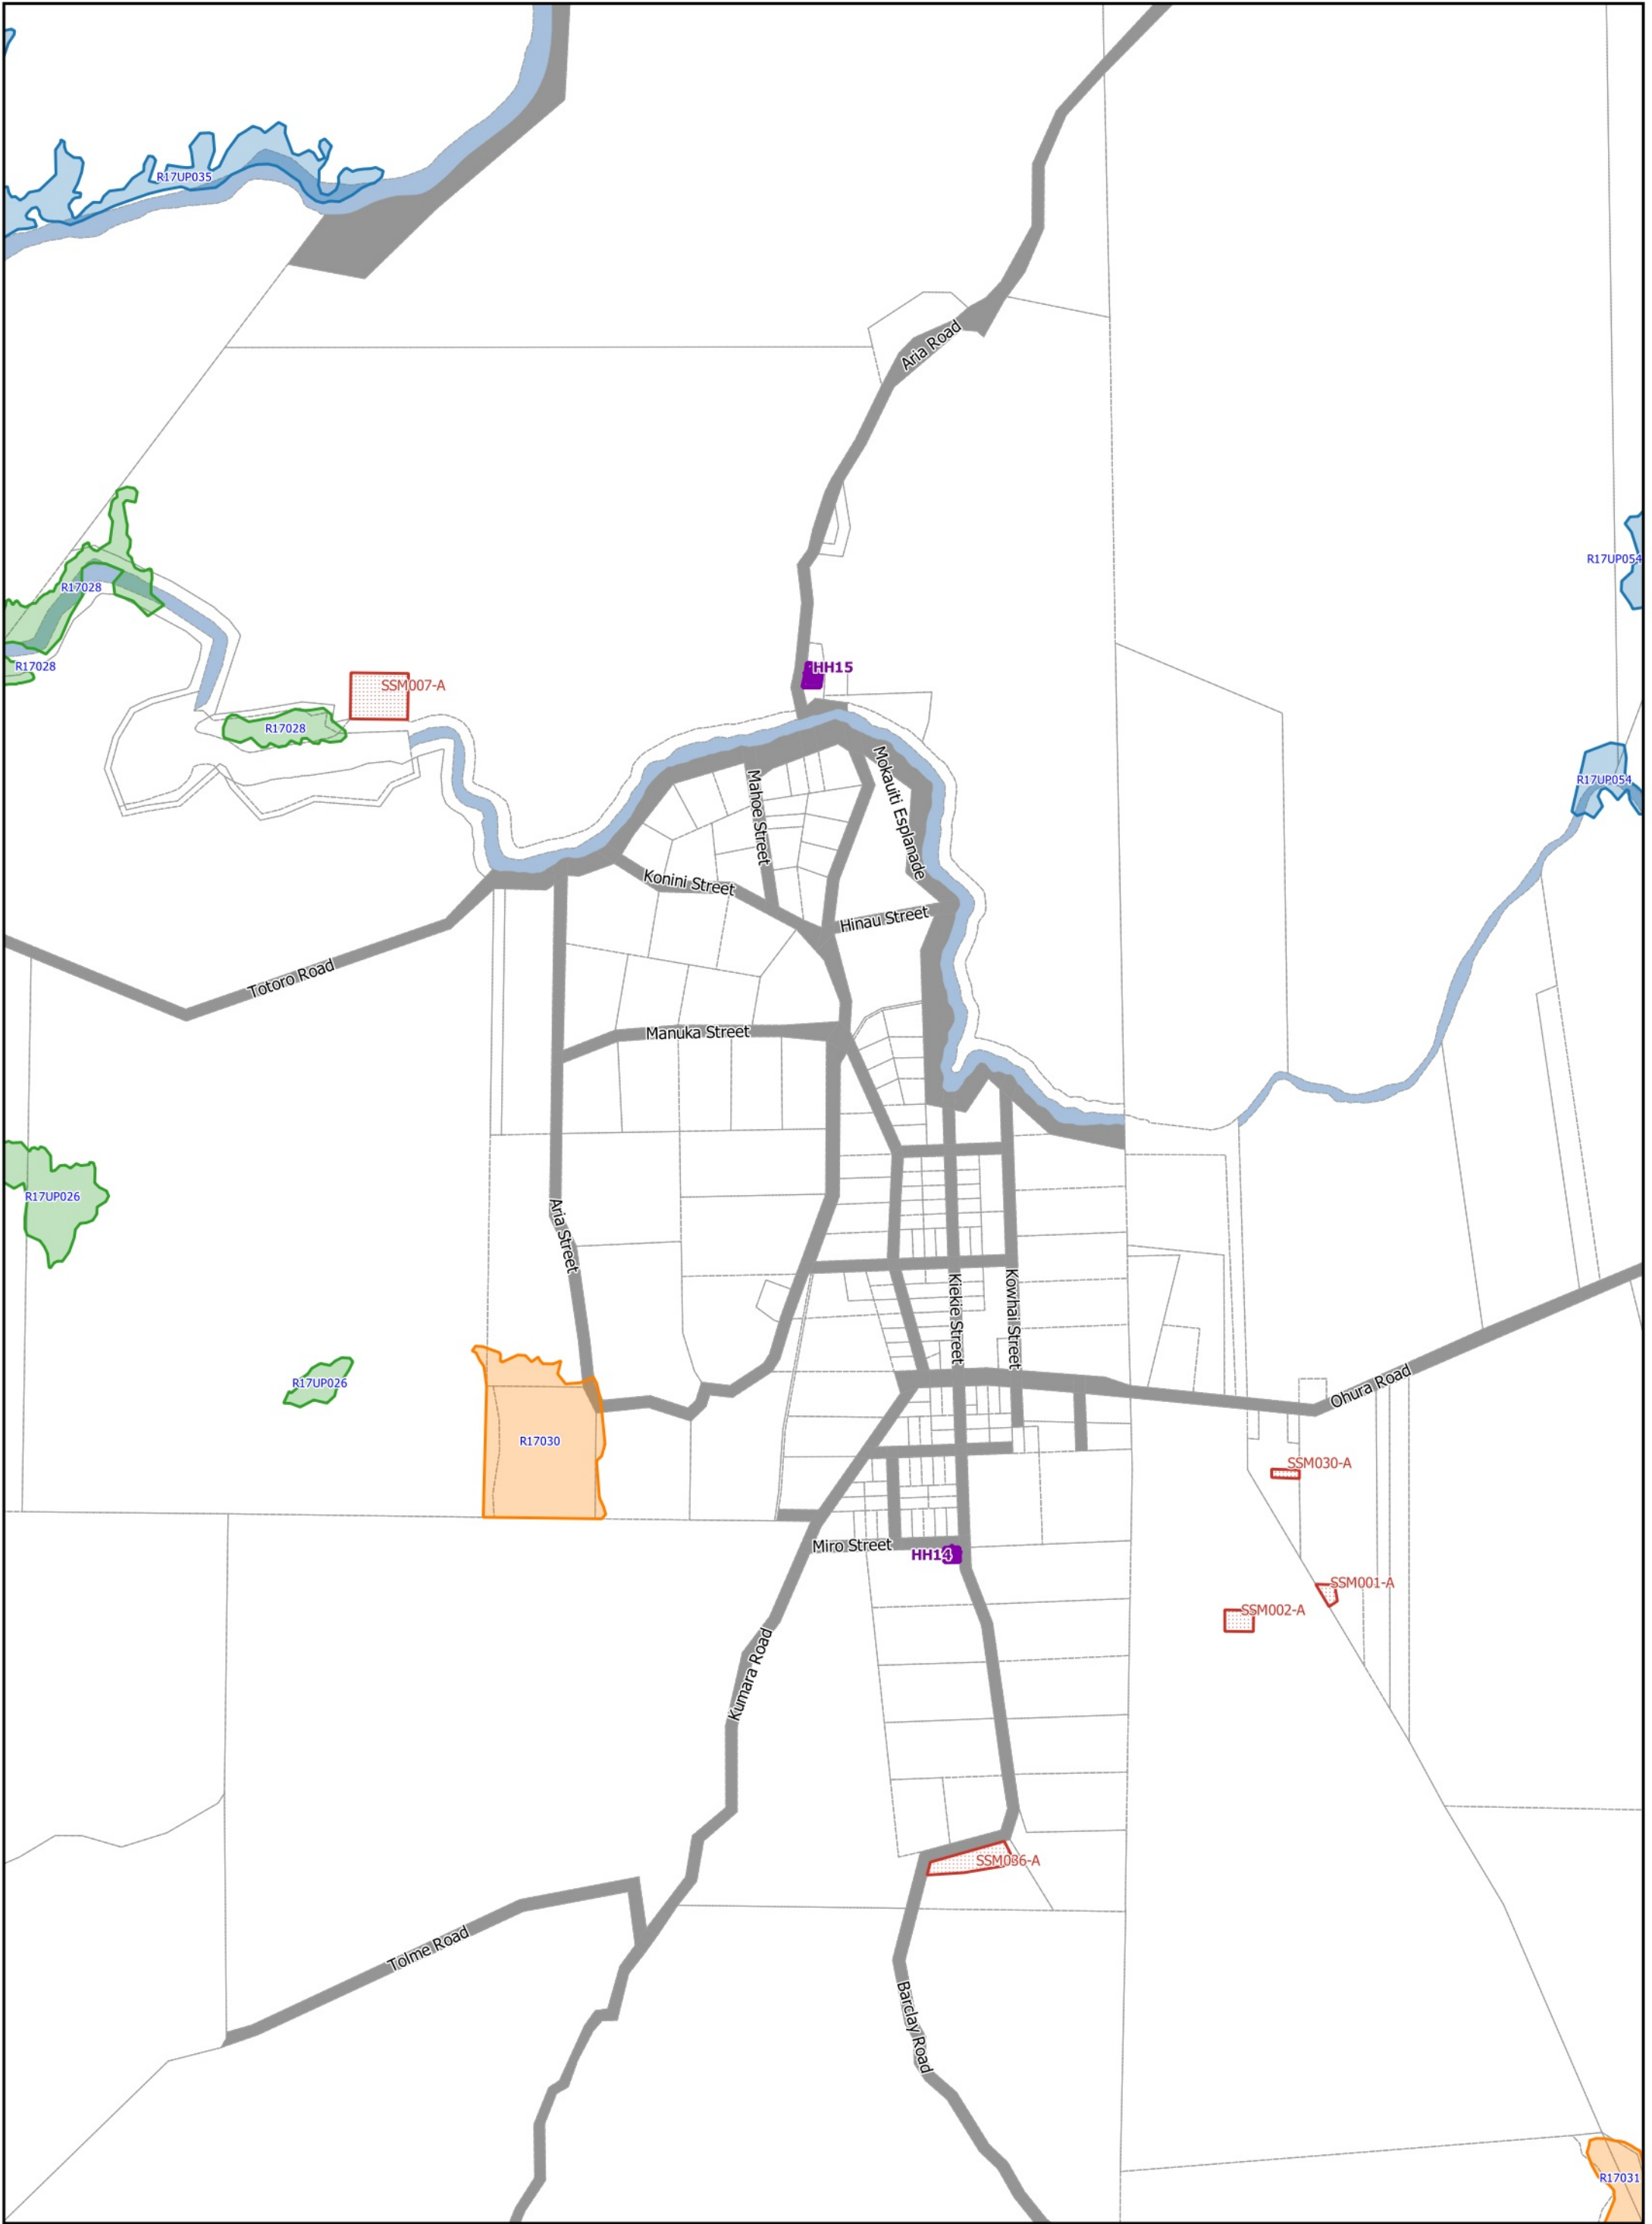 R17UP035
Aria Road
R17UP054
R17028
R17028
HH15
SSM007-A
R17028
Mokauiti Esplanade
Mahoe Street
R17UP054
Konini Street
Hinau Street
Totoro Road
Manuka Street
R17UP026
Aria Street
Kiekie Street
Kowhai Street
R17UP026
Ohura Road
R17030
SSM030-A
Miro Street
HH14
SSM001-A
SSM002-A
Kumara Road
SSM036-A
Tolme Road
Barclay Road
R17031